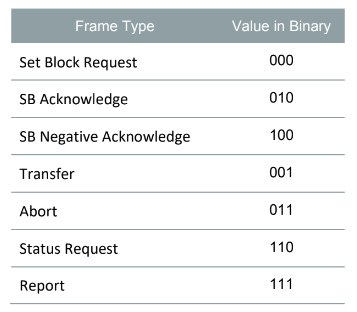 Frame Type Value in Binary
Set Block Request 000
SB Acknowledge 010
SB Negative Acknowledge 100
Transfer 001
Abort 011
Status Request 110
Report 111